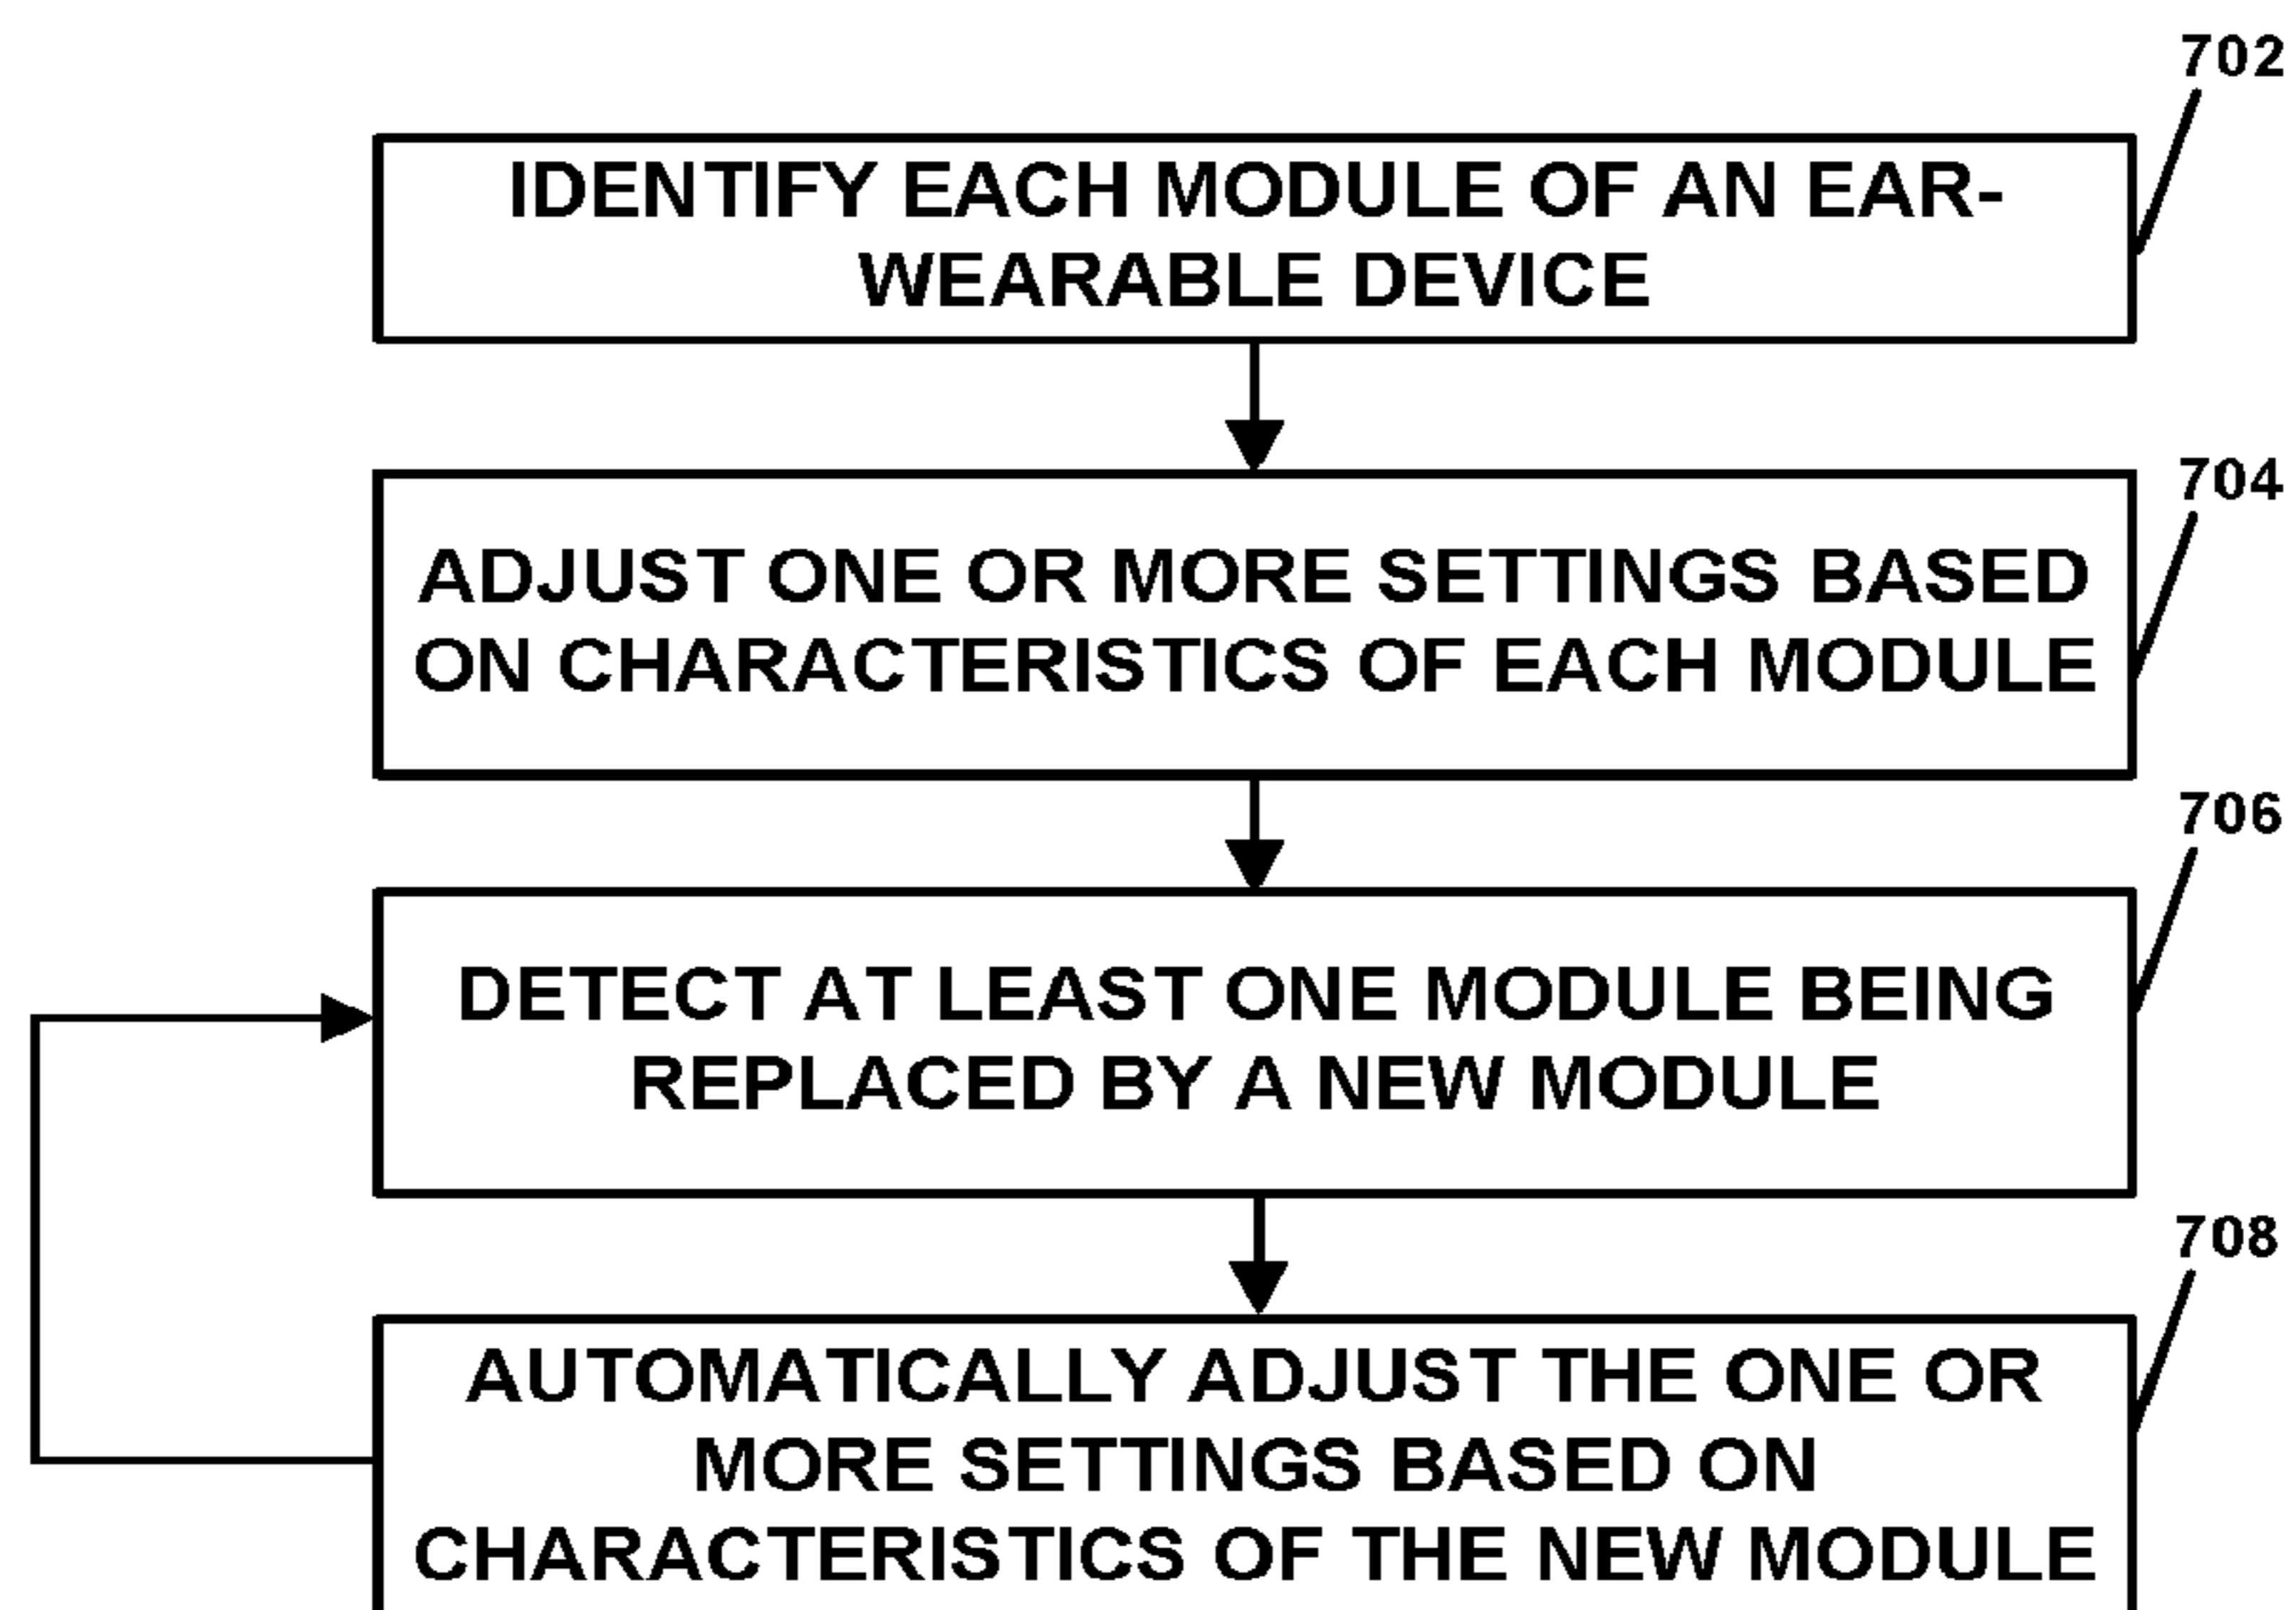 702
IDENTIFY EACH MODULE OF AN EAR-
WEARABLE DEVICE
704
ADJUST ONE OR MORE SETTINGS BASED
ON CHARACTERISTICS OF EACH MODULE
706
DETECT AT LEAST ONE MODULE BEING
REPLACED BY A NEW MODULE
708
AUTOMATICALLY ADJUST THE ONE OR
MORE SETTINGS BASED ON
CHARACTERISTICS OF THE NEW MODULE